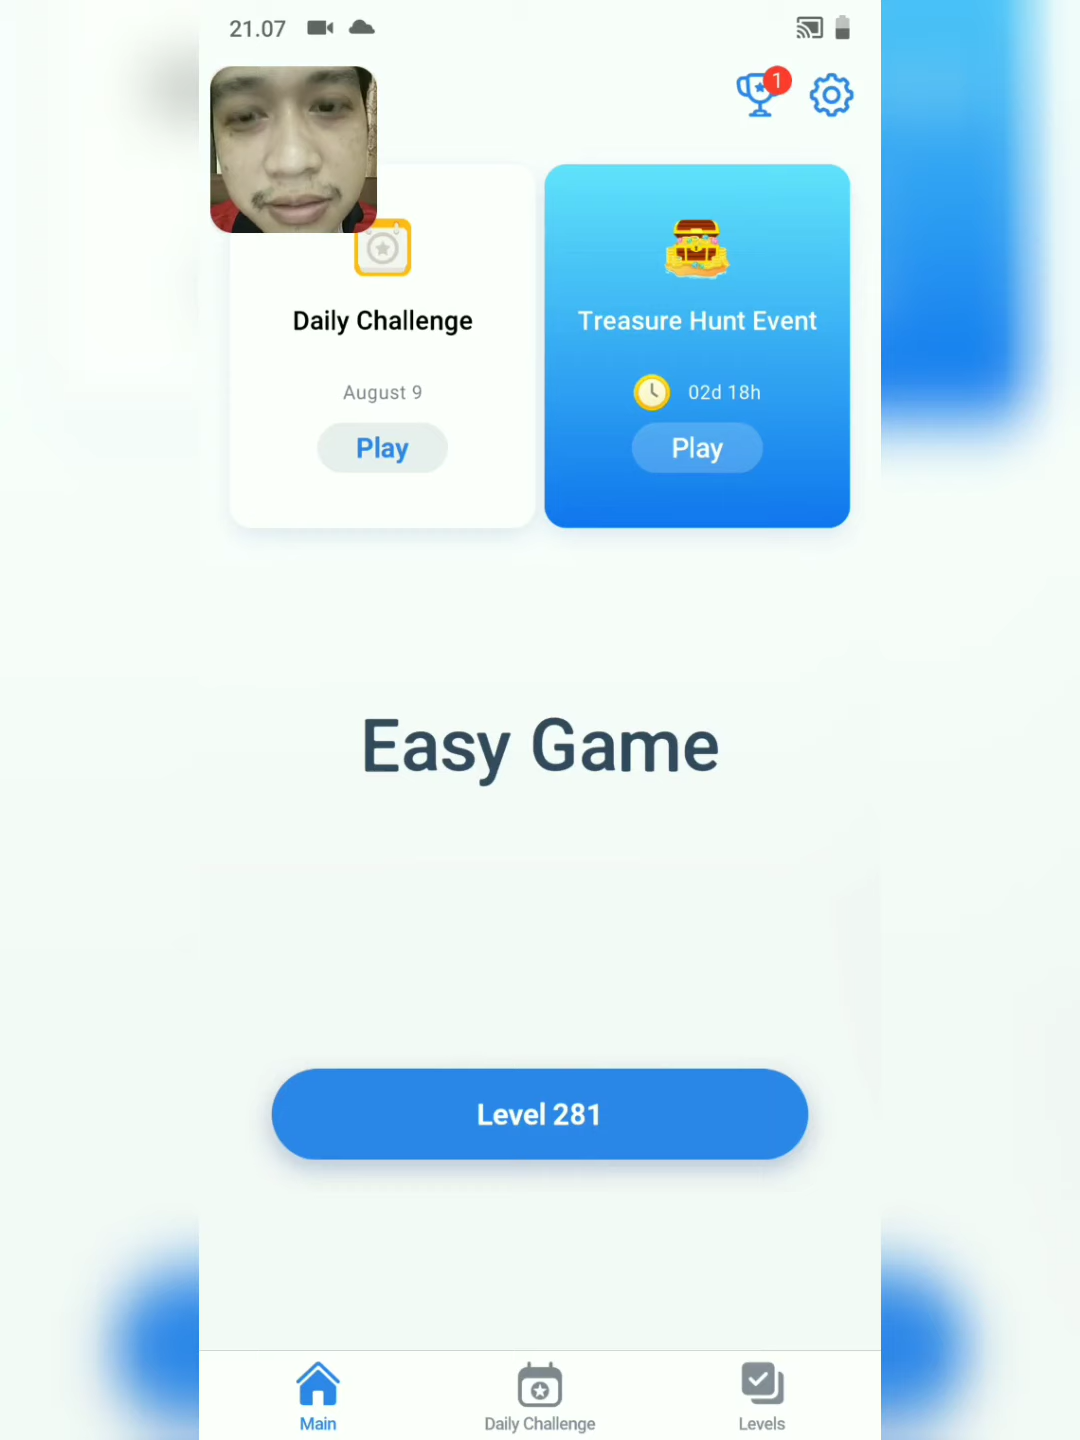 21.07
1
Daily Challenge
August 9
Play
Treasure Hunt Event
02d 18h
Play
Easy Game
Level 281
Main
Daily Challenge
Levels